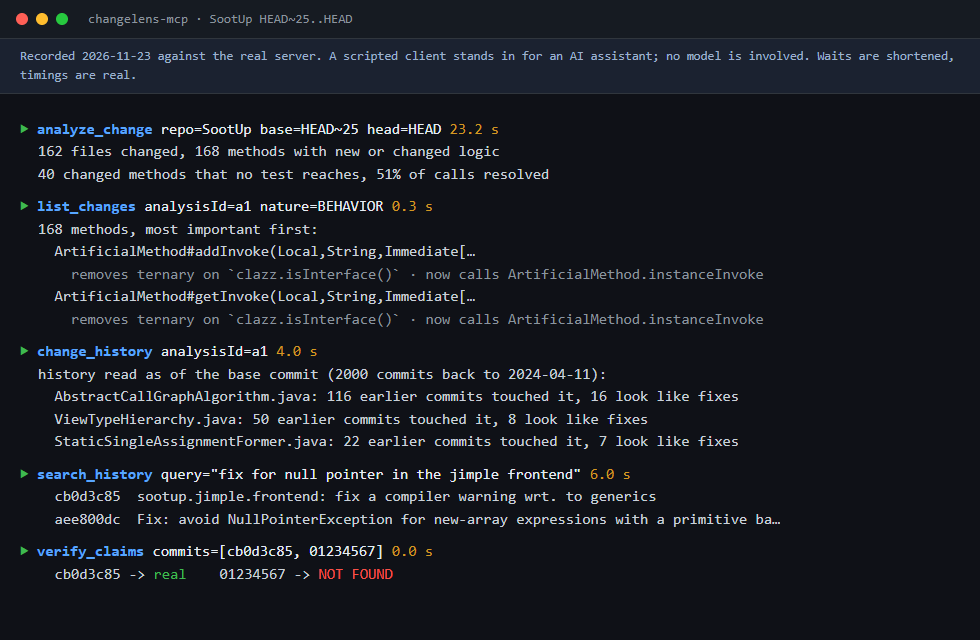 changelens-mcp · SootUp HEAD~25..HEAD
Recorded 2026-11-23 against the real server. A scripted client stands in for an AI assistant; no model is involved. Waits are shortened,
timings are real.
▶ analyze_change repo=SootUp base=HEAD~25 head=HEAD 23.2 s
162 files changed, 168 methods with new or changed logic
40 changed methods that no test reaches, 51% of calls resolved
▶ list_changes analysisId=a1 nature=BEHAVIOR 0.3 s
168 methods, most important first:
ArtificialMethod#addInvoke(Local,String,Immediate[…
removes ternary on `clazz.isInterface()` · now calls ArtificialMethod.instanceInvoke
ArtificialMethod#getInvoke(Local,String,Immediate[…
removes ternary on `clazz.isInterface()` · now calls ArtificialMethod.instanceInvoke
▶ change_history analysisId=a1 4.0 s
history read as of the base commit (2000 commits back to 2024-04-11):
AbstractCallGraphAlgorithm.java: 116 earlier commits touched it, 16 look like fixes
ViewTypeHierarchy.java: 50 earlier commits touched it, 8 look like fixes
StaticSingleAssignmentFormer.java: 22 earlier commits touched it, 7 look like fixes
▶ search_history query="fix for null pointer in the jimple frontend" 6.0 s
cb0d3c85 sootup.jimple.frontend: fix a compiler warning wrt. to generics
aee800dc Fix: avoid NullPointerException for new-array expressions with a primitive ba…
▶ verify_claims commits=[cb0d3c85, 01234567] 0.0 s
cb0d3c85 -> real 01234567 -> NOT FOUND